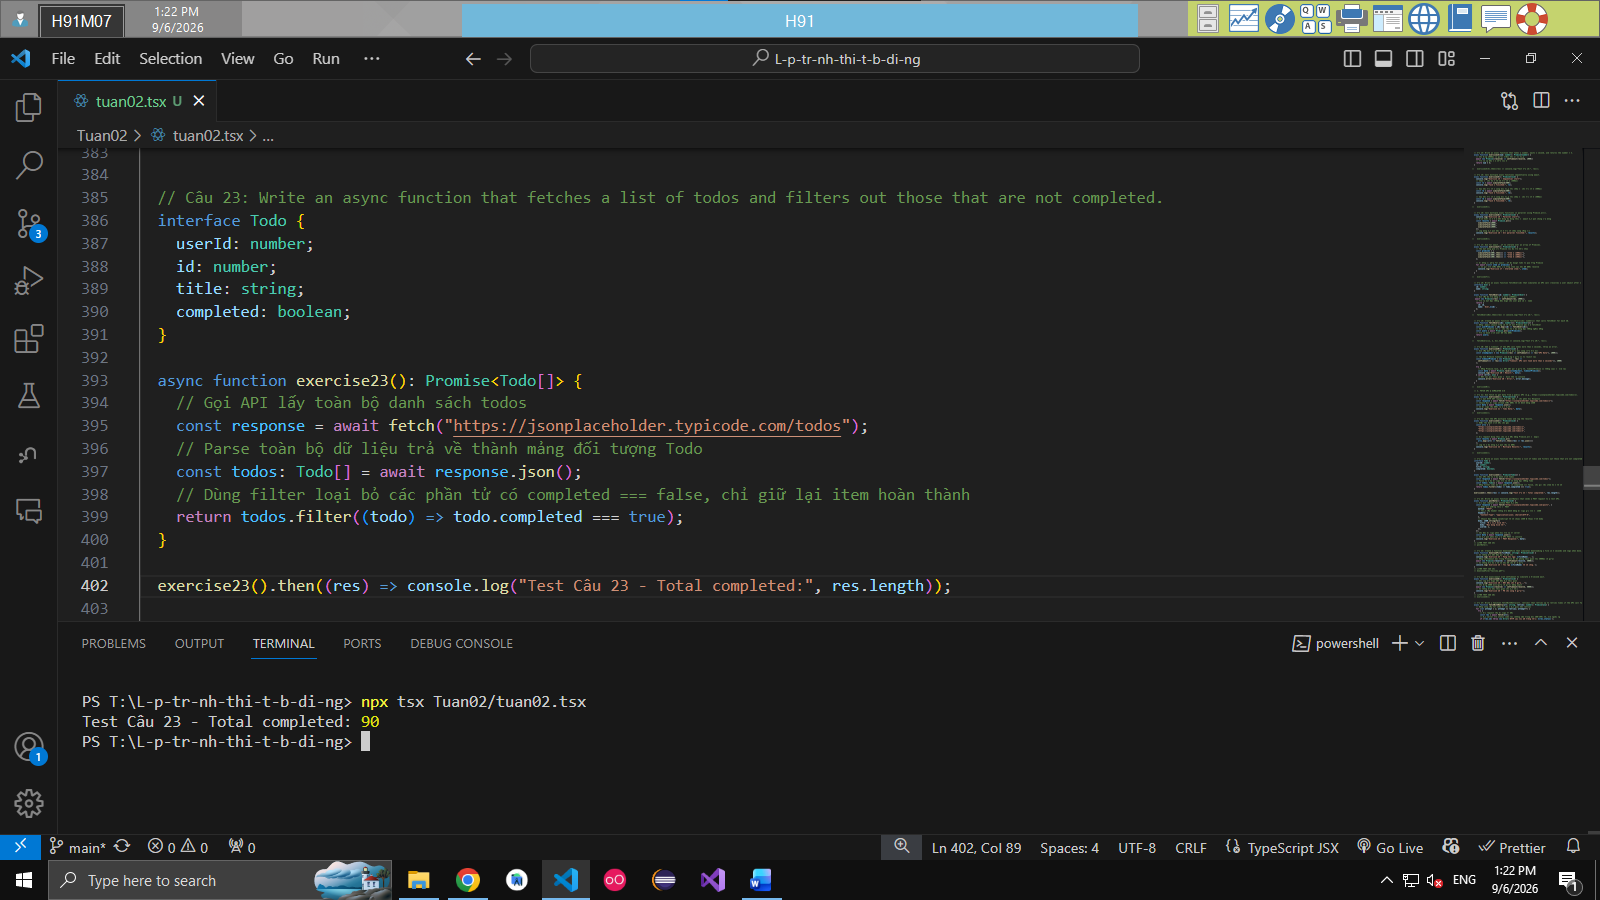 H91M07
1:22 PM
9/6/2026
H91
File Edit Selection View Go Run ···
L-p-tr-nh-thi-t-b-di-ng
tuan02.tsx U
Tuan02 > tuan02.tsx > ...
383
384
385 // Câu 23: Write an async function that fetches a list of todos and filters out those that are not completed.
386 interface Todo {
387 userId: number;
388 id: number;
389 title: string;
390 completed: boolean;
391 }
392
393 async function exercise23(): Promise<Todo[]> {
394 // Gọi API lấy toàn bộ danh sách todos
395 const response = await fetch("https://jsonplaceholder.typicode.com/todos");
396 // Parse toàn bộ dữ liệu trả về thành mảng đối tượng Todo
397 const todos: Todo[] = await response.json();
398 // Dùng filter loại bỏ các phần tử có completed === false, chỉ giữ lại item hoàn thành
399 return todos.filter((todo) => todo.completed === true);
400 }
401
402 exercise23().then((res) => console.log("Test Câu 23 - Total completed:", res.length));
403
PROBLEMS OUTPUT TERMINAL PORTS DEBUG CONSOLE
powershell
PS T:\L-p-tr-nh-thi-t-b-di-ng> npx tsx Tuan02/tuan02.tsx
Test Câu 23 - Total completed: 90
PS T:\L-p-tr-nh-thi-t-b-di-ng>
main* 0 0 0
Ln 402, Col 89 Spaces: 4 UTF-8 CRLF TypeScript JSX Go Live Prettier
Type here to search
ENG
1:22 PM
9/6/2026